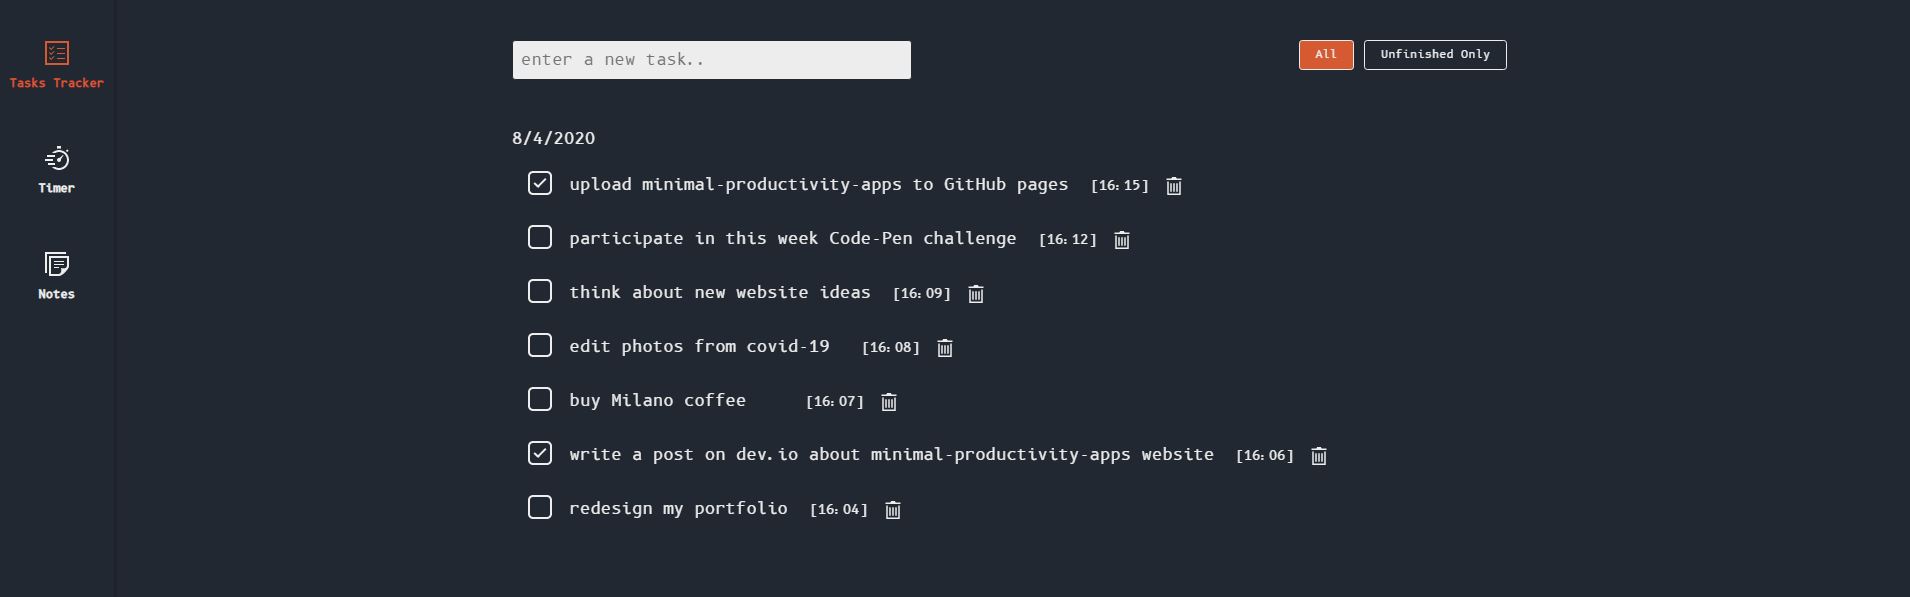 Tasks Tracker
Timer
Notes
enter a new task..
All
Unfinished Only
8/4/2020
upload minimal-productivity-apps to GitHub pages [16:15]
participate in this week Code-Pen challenge [16:12]
think about new website ideas [16:09]
edit photos from covid-19 [16:08]
buy Milano coffee [16:07]
write a post on dev.io about minimal-productivity-apps website [16:06]
redesign my portfolio [16:04]